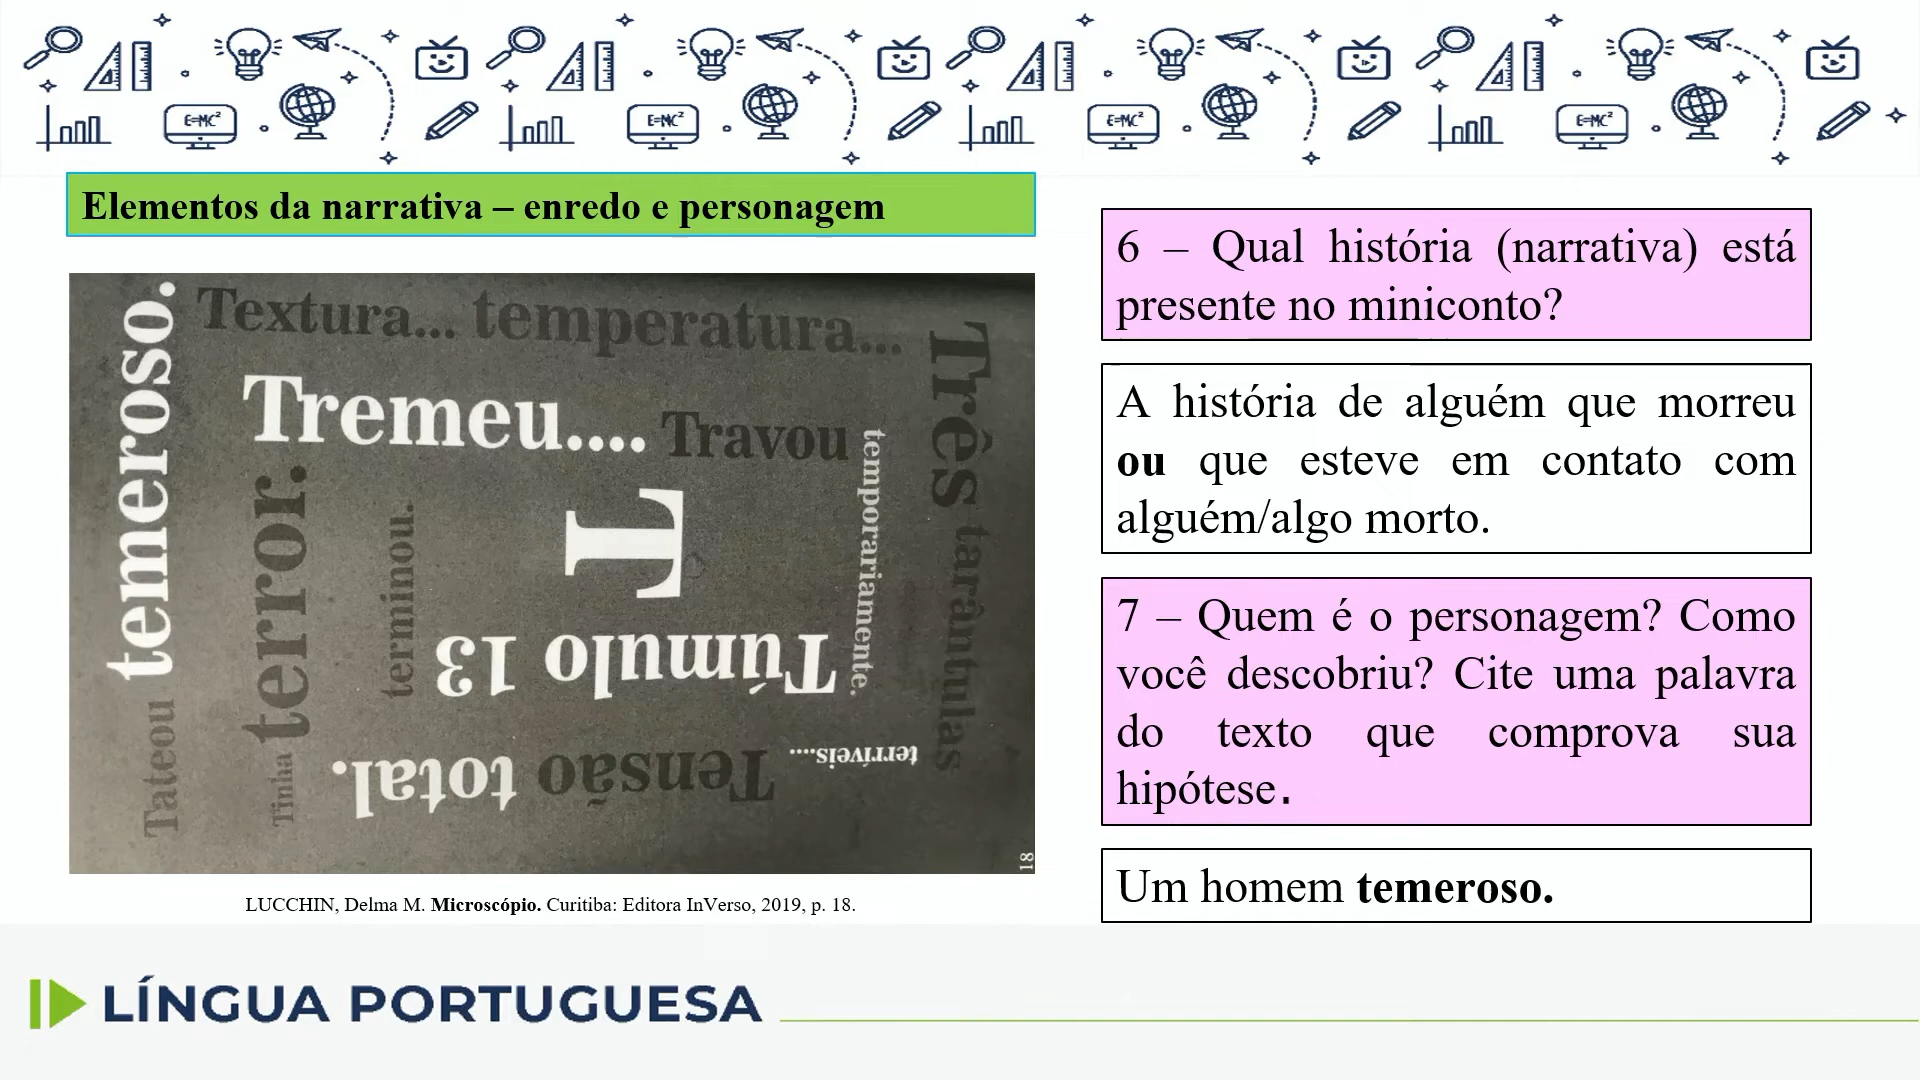 E=MC²
E=MC²
E=MC²
E=MC²
Elementos da narrativa – enredo e personagem
Textura... temperatura...
Três tarântulas
terríveis....
Tensão total.
Tateou temeroso.
Tremeu.... Travou
temporariamente.
Túmulo 13
terminou.
Tinha terror.
T
18
LUCCHIN, Delma M. Microscópio. Curitiba: Editora InVerso, 2019, p. 18.
6 – Qual história (narrativa) está
presente no miniconto?
A história de alguém que morreu
ou que esteve em contato com
alguém/algo morto.
7 – Quem é o personagem? Como
você descobriu? Cite uma palavra
do texto que comprova sua
hipótese.
Um homem temeroso.
LÍNGUA PORTUGUESA